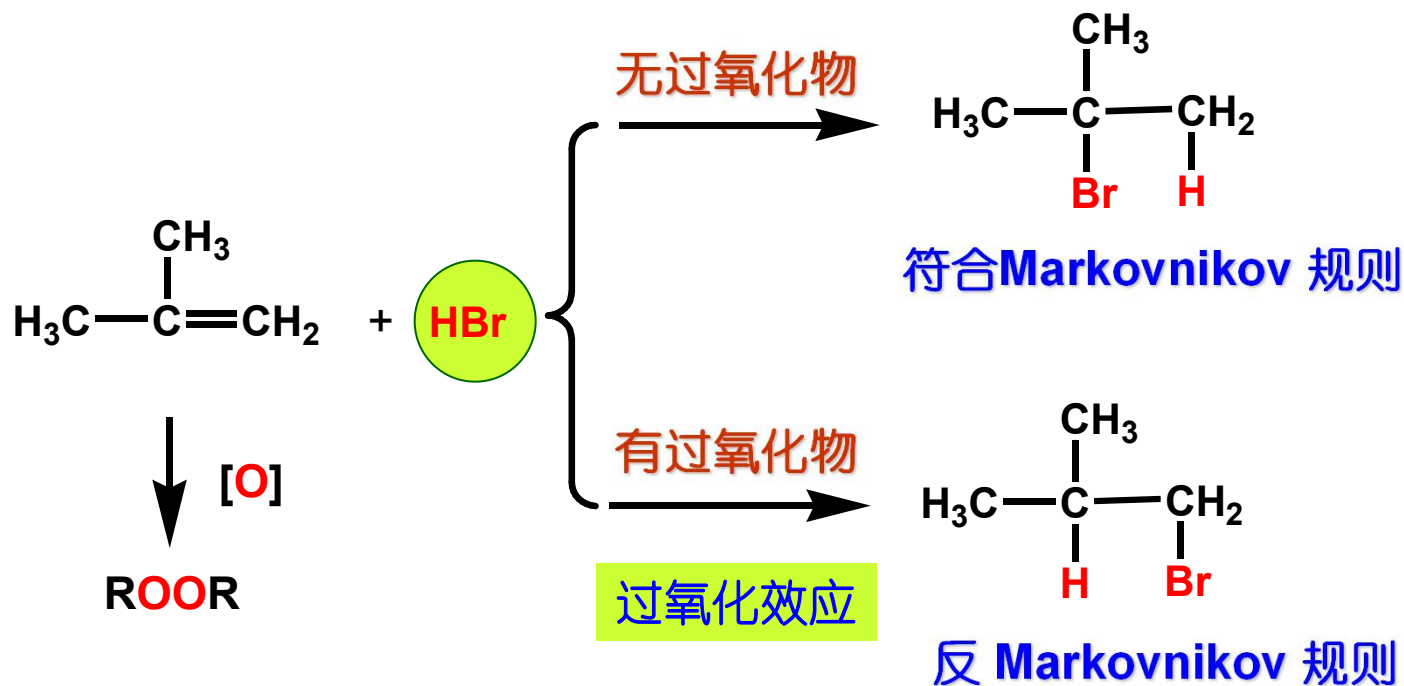 无过氧化物
CH₃
H₃C C CH₂
Br H
符合Markovnikov 规则
CH₃
H₃C C CH₂ + HBr
[O]
ROOR
有过氧化物
过氧化效应
CH₃
H₃C C CH₂
H Br
反 Markovnikov 规则